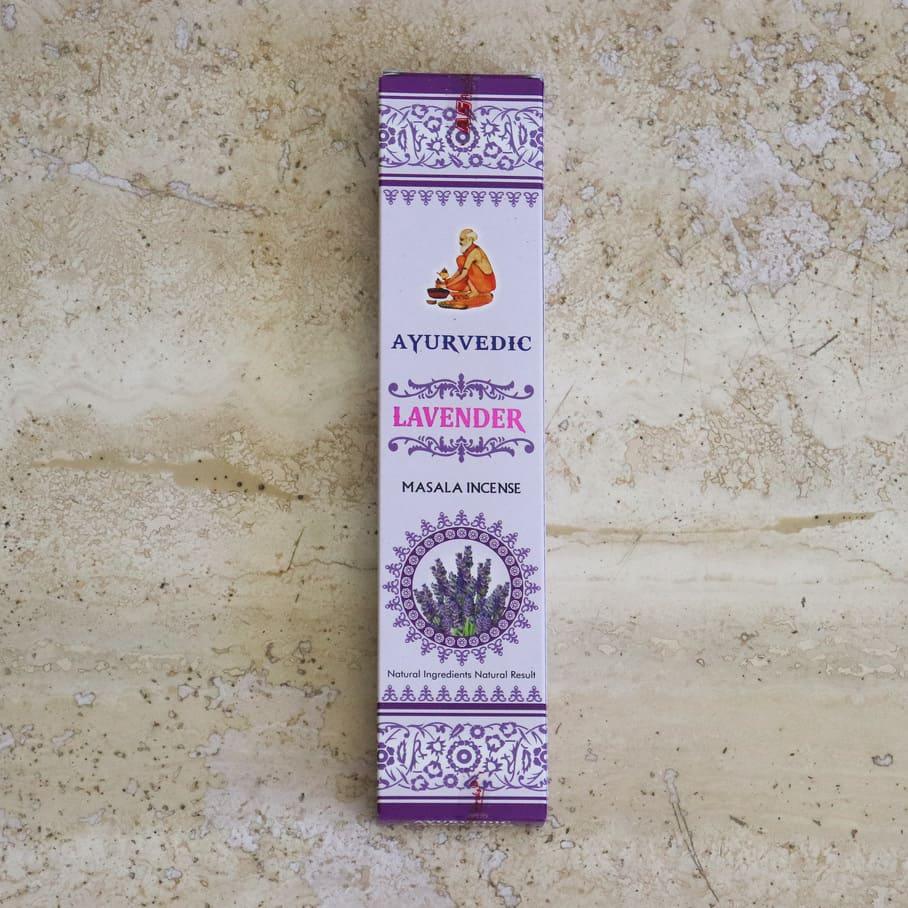 AYURVEDIC
LAVENDER
MASALA INCENSE
Natural Ingredients Natural Result